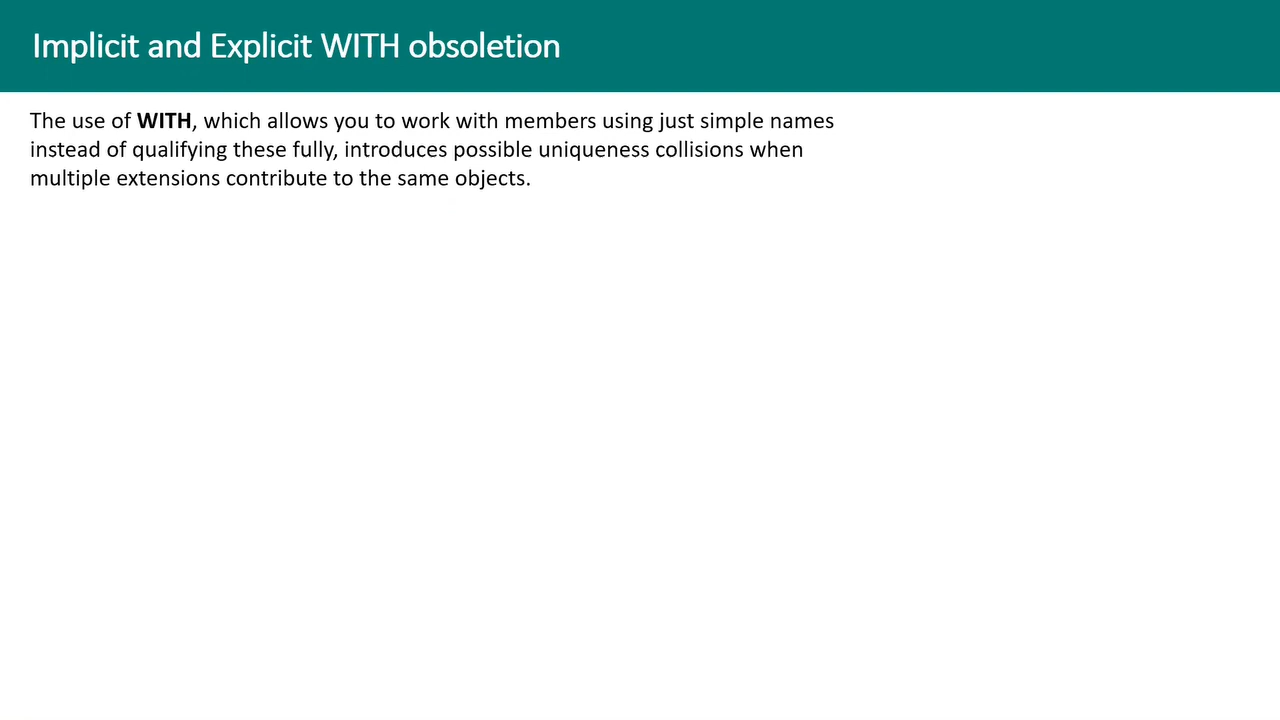 Implicit and Explicit WITH obsoletion
The use of WITH, which allows you to work with members using just simple names
instead of qualifying these fully, introduces possible uniqueness collisions when
multiple extensions contribute to the same objects.